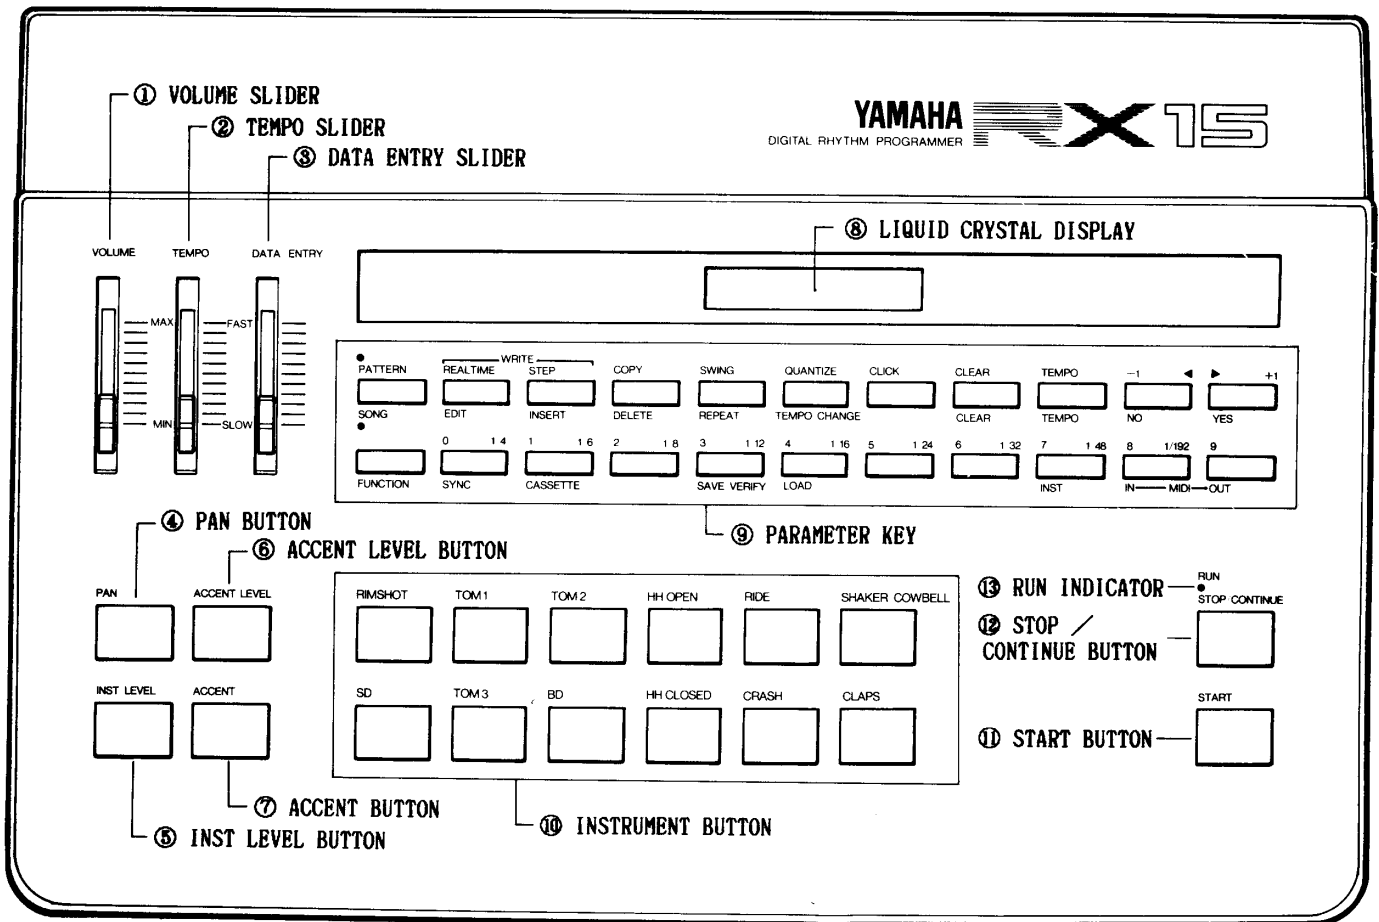 ① VOLUME SLIDER
② TEMPO SLIDER
③ DATA ENTRY SLIDER
YAMAHA RX15
DIGITAL RHYTHM PROGRAMMER
⑧ LIQUID CRYSTAL DISPLAY
VOLUME TEMPO DATA ENTRY
MAX FAST
MIN SLOW
WRITE
PATTERN REALTIME STEP COPY SWING QUANTIZE CLICK CLEAR TEMPO −1 ◀ ▶ +1
SONG EDIT INSERT DELETE REPEAT TEMPO CHANGE CLEAR TEMPO NO YES
0 1 4 1 1 6 2 1 8 3 1 12 4 1 16 5 1 24 6 1 32 7 1 48 8 1/192 9
FUNCTION SYNC CASSETTE SAVE VERIFY LOAD INST IN MIDI OUT
④ PAN BUTTON
⑥ ACCENT LEVEL BUTTON
⑨ PARAMETER KEY
PAN ACCENT LEVEL
RIMSHOT TOM 1 TOM 2 HH OPEN RIDE SHAKER COWBELL
⑬ RUN INDICATOR
RUN
STOP CONTINUE
⑫ STOP /
CONTINUE BUTTON
INST LEVEL ACCENT
SD TOM 3 BD HH CLOSED CRASH CLAPS
START
⑪ START BUTTON
⑦ ACCENT BUTTON
⑤ INST LEVEL BUTTON
⑩ INSTRUMENT BUTTON